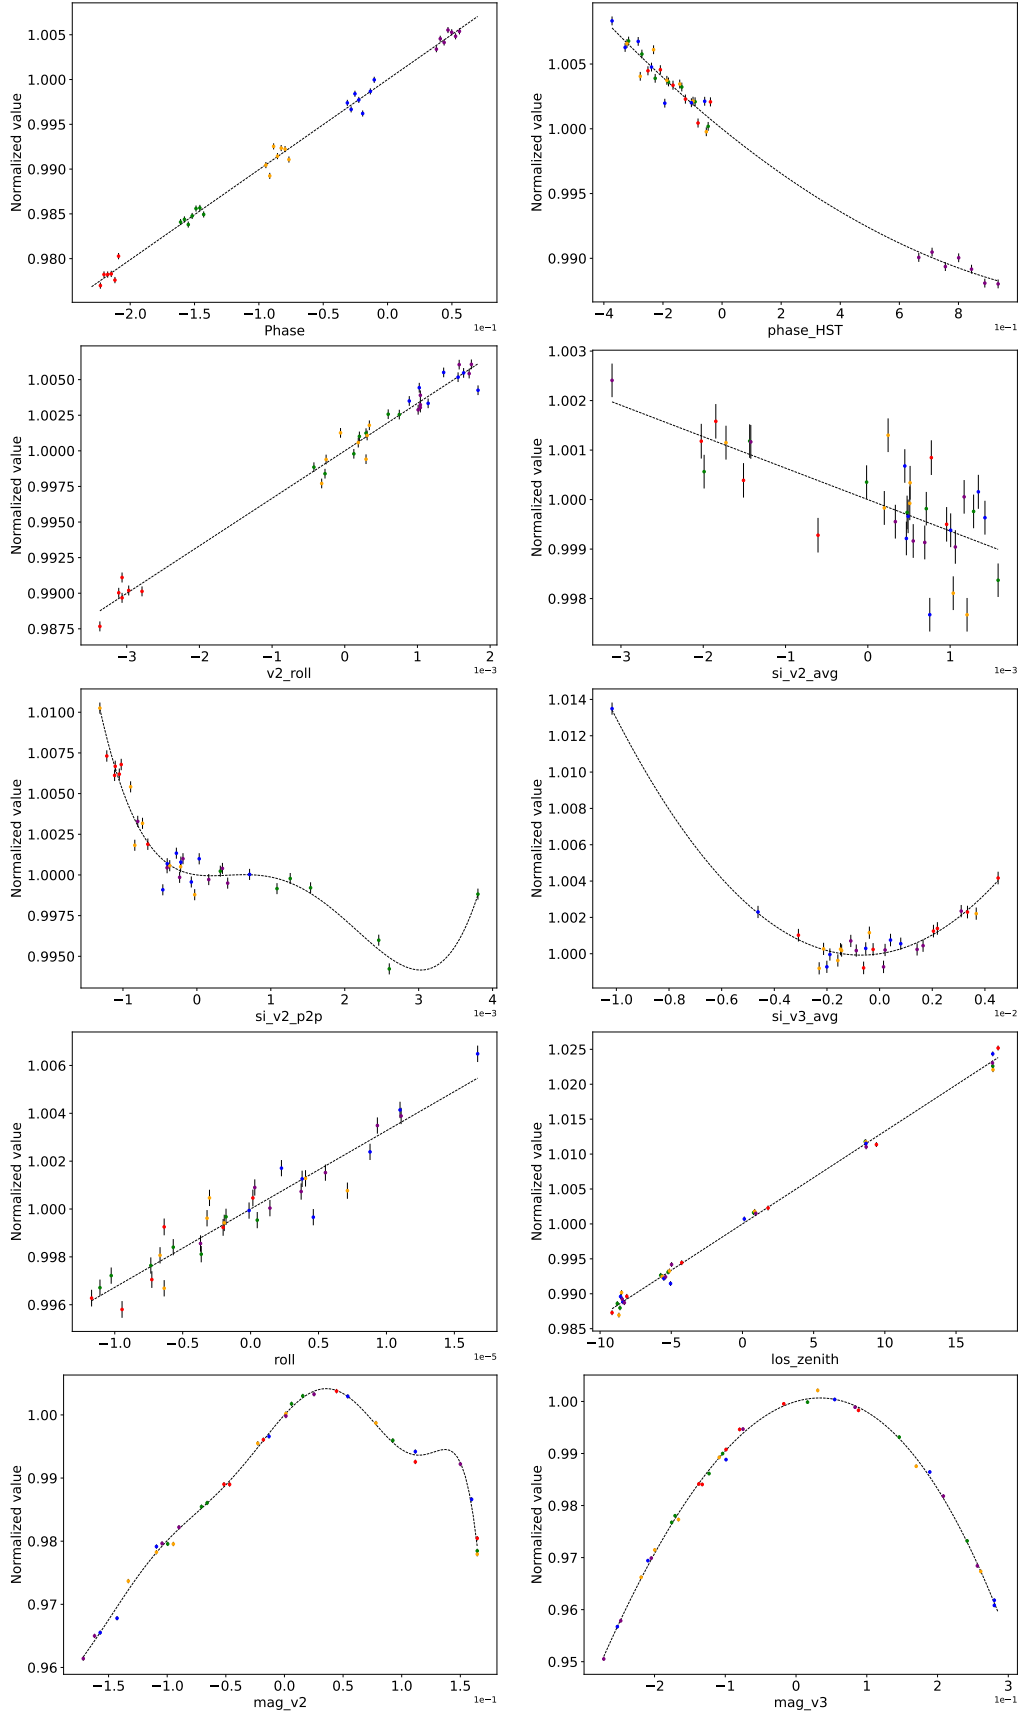 Normalized value
1.005
1.000
0.995
0.990
0.985
0.980
−2.0 −1.5 −1.0 −0.5 0.0 0.5
1e−1
Phase
Normalized value
1.005
1.000
0.995
0.990
−4 −2 0 2 4 6 8
1e−1
phase_HST
Normalized value
1.0050
1.0025
1.0000
0.9975
0.9950
0.9925
0.9900
0.9875
−3 −2 −1 0 1 2
1e−3
v2_roll
Normalized value
1.003
1.002
1.001
1.000
0.999
0.998
−3 −2 −1 0 1
1e−3
si_v2_avg
Normalized value
1.0100
1.0075
1.0050
1.0025
1.0000
0.9975
0.9950
−1 0 1 2 3 4
1e−3
si_v2_p2p
Normalized value
1.014
1.012
1.010
1.008
1.006
1.004
1.002
1.000
−1.0 −0.8 −0.6 −0.4 −0.2 0.0 0.2 0.4
1e−2
si_v3_avg
Normalized value
1.006
1.004
1.002
1.000
0.998
0.996
−1.0 −0.5 0.0 0.5 1.0 1.5
1e−5
roll
Normalized value
1.025
1.020
1.015
1.010
1.005
1.000
0.995
0.990
0.985
−10 −5 0 5 10 15
los_zenith
Normalized value
1.00
0.99
0.98
0.97
0.96
−1.5 −1.0 −0.5 0.0 0.5 1.0 1.5
1e−1
mag_v2
Normalized value
1.00
0.99
0.98
0.97
0.96
0.95
−2 −1 0 1 2 3
1e−1
mag_v3